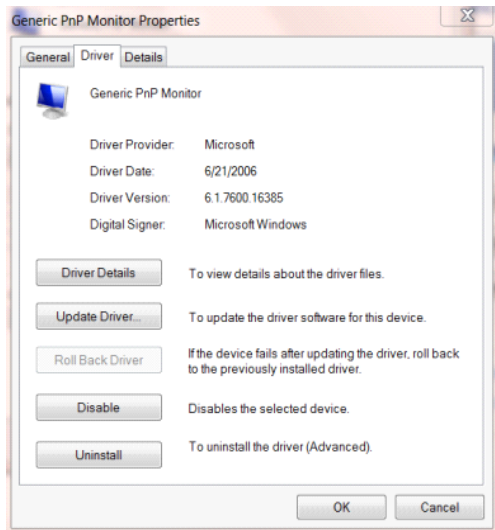 Generic PnP Monitor Properties
General Driver Details
Generic PnP Monitor
Driver Provider: Microsoft
Driver Date: 6/21/2006
Driver Version: 6.1.7600.16385
Digital Signer: Microsoft Windows
Driver Details To view details about the driver files.
Update Driver... To update the driver software for this device.
Roll Back Driver If the device fails after updating the driver, roll back
to the previously installed driver.
Disable Disables the selected device.
Uninstall To uninstall the driver (Advanced).
OK Cancel